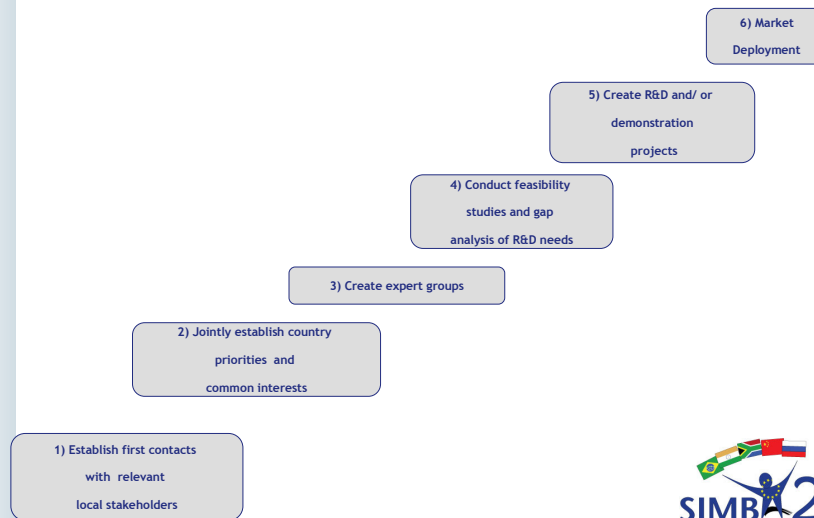 6) Market
Deployment
5) Create R&D and/ or
demonstration
projects
4) Conduct feasibility
studies and gap
analysis of R&D needs
3) Create expert groups
2) Jointly establish country
priorities and
common interests
1) Establish first contacts
with relevant
local stakeholders
SIMBA 2